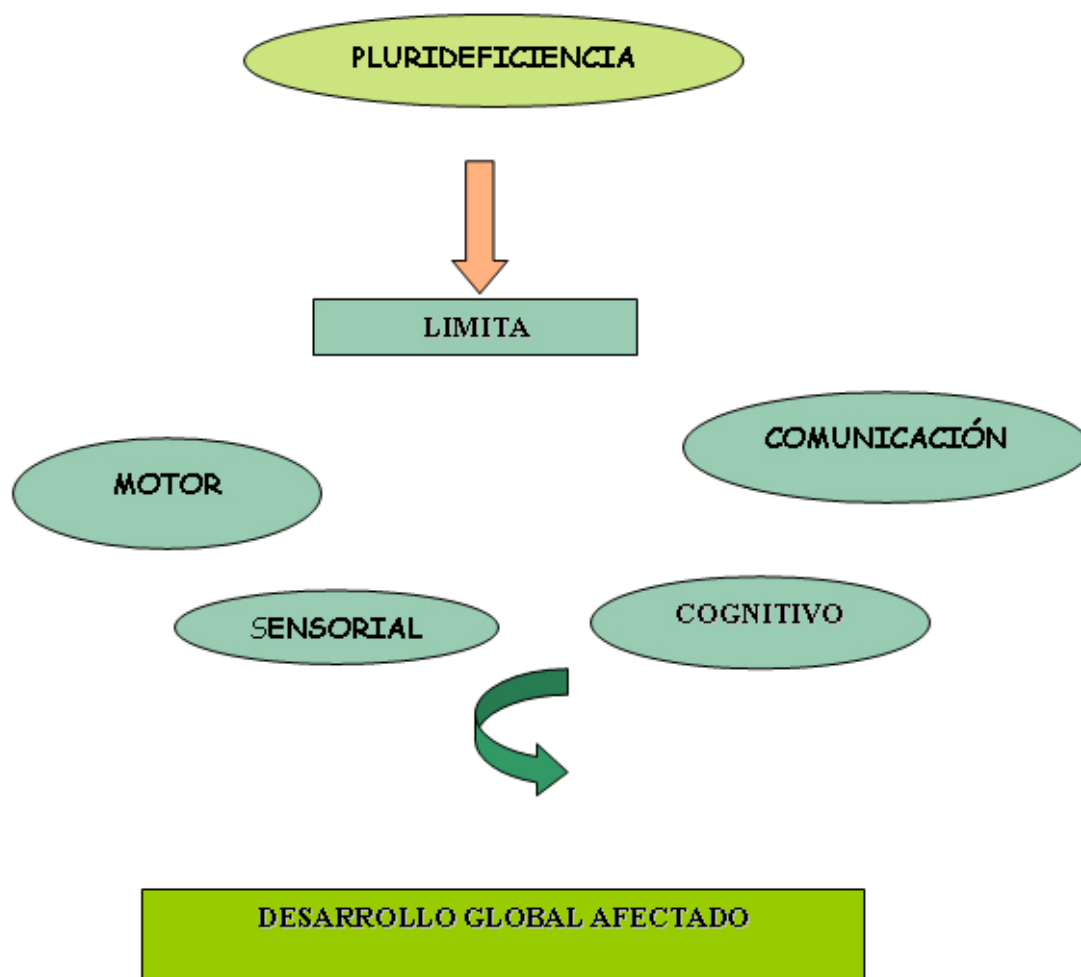 PLURIDEFICIENCIA
LIMITA
COMUNICACIÓN
MOTOR
SENSORIAL
COGNITIVO
DESARROLLO GLOBAL AFECTADO